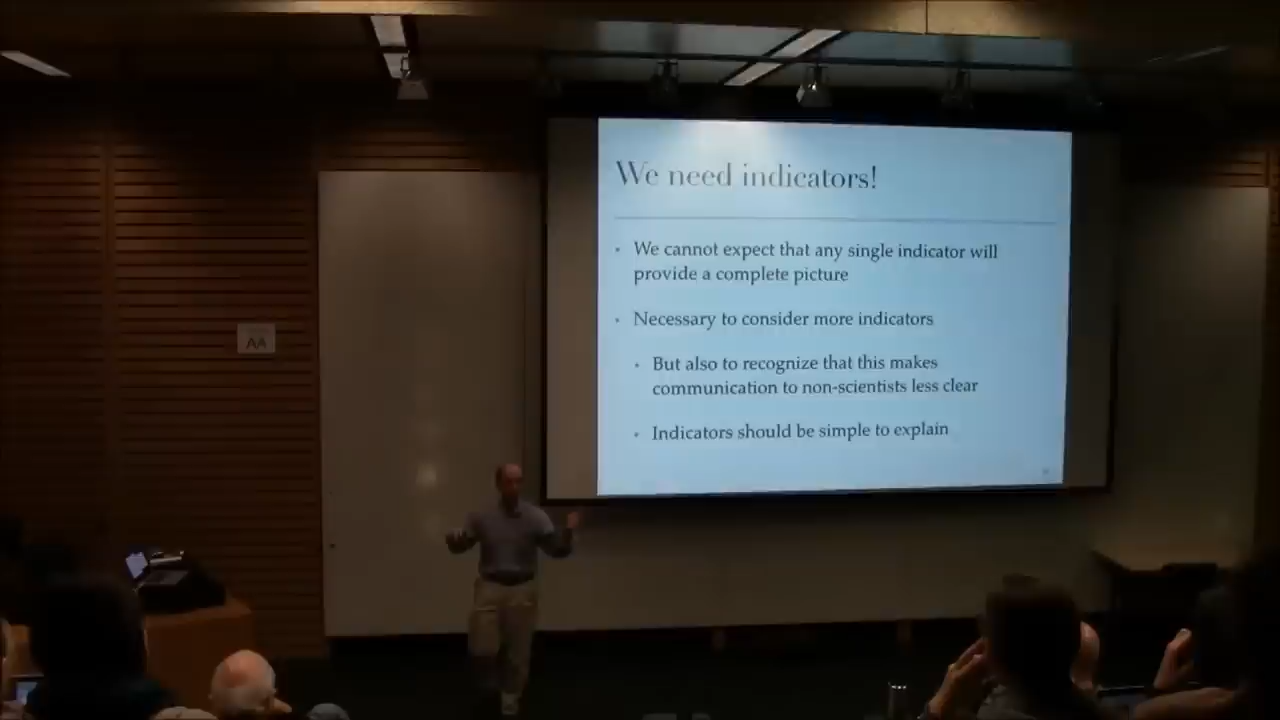 We need indicators!
We cannot expect that any single indicator will
provide a complete picture
Necessary to consider more indicators
But also to recognize that this makes
communication to non-scientists less clear
Indicators should be simple to explain
AA